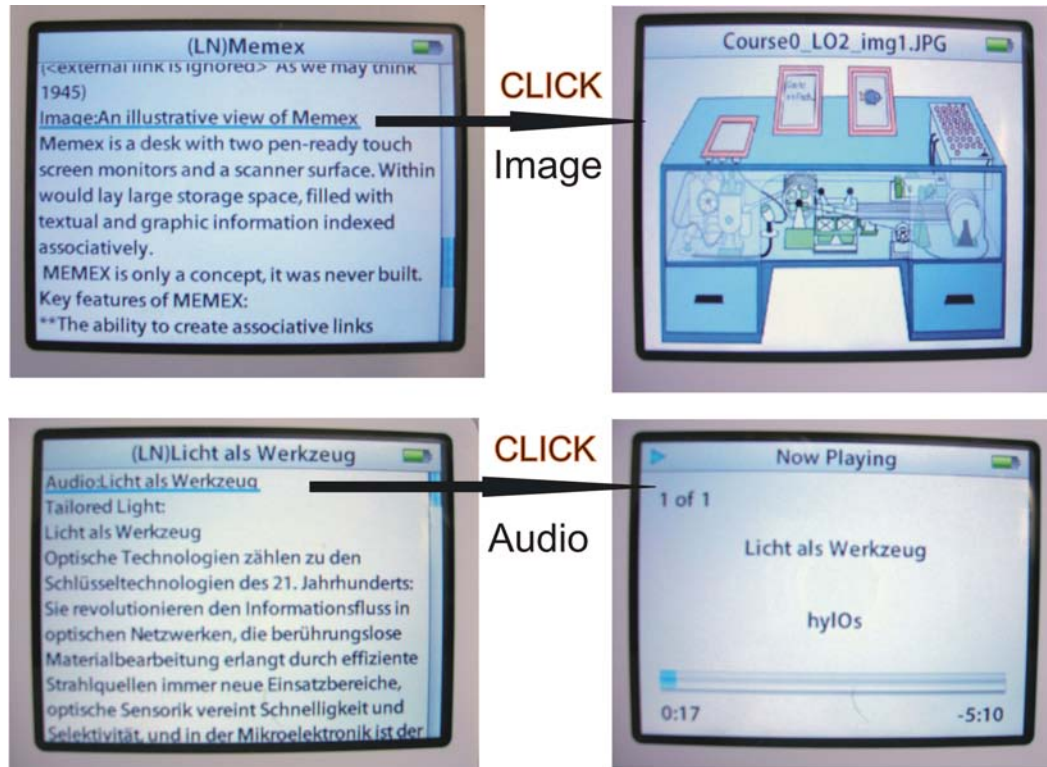 (LN)Memex
(<external link is ignored> As we may think
1945)
Image:An illustrative view of Memex
Memex is a desk with two pen-ready touch
screen monitors and a scanner surface. Within
would lay large storage space, filled with
textual and graphic information indexed
associatively.
MEMEX is only a concept, it was never built.
Key features of MEMEX:
**The ability to create associative links
CLICK
Image
Course0_LO2_img1.JPG
(LN)Licht als Werkzeug
Audio:Licht als Werkzeug
Tailored Light:
Licht als Werkzeug
Optische Technologien zählen zu den
Schlüsseltechnologien des 21. Jahrhunderts:
Sie revolutionieren den Informationsfluss in
optischen Netzwerken, die berührungslose
Materialbearbeitung erlangt durch effiziente
Strahlquellen immer neue Einsatzbereiche,
optische Sensorik vereint Schnelligkeit und
Selektivität, und in der Mikroelektronik ist der
CLICK
Audio
Now Playing
1 of 1
Licht als Werkzeug
hylOs
0:17
-5:10